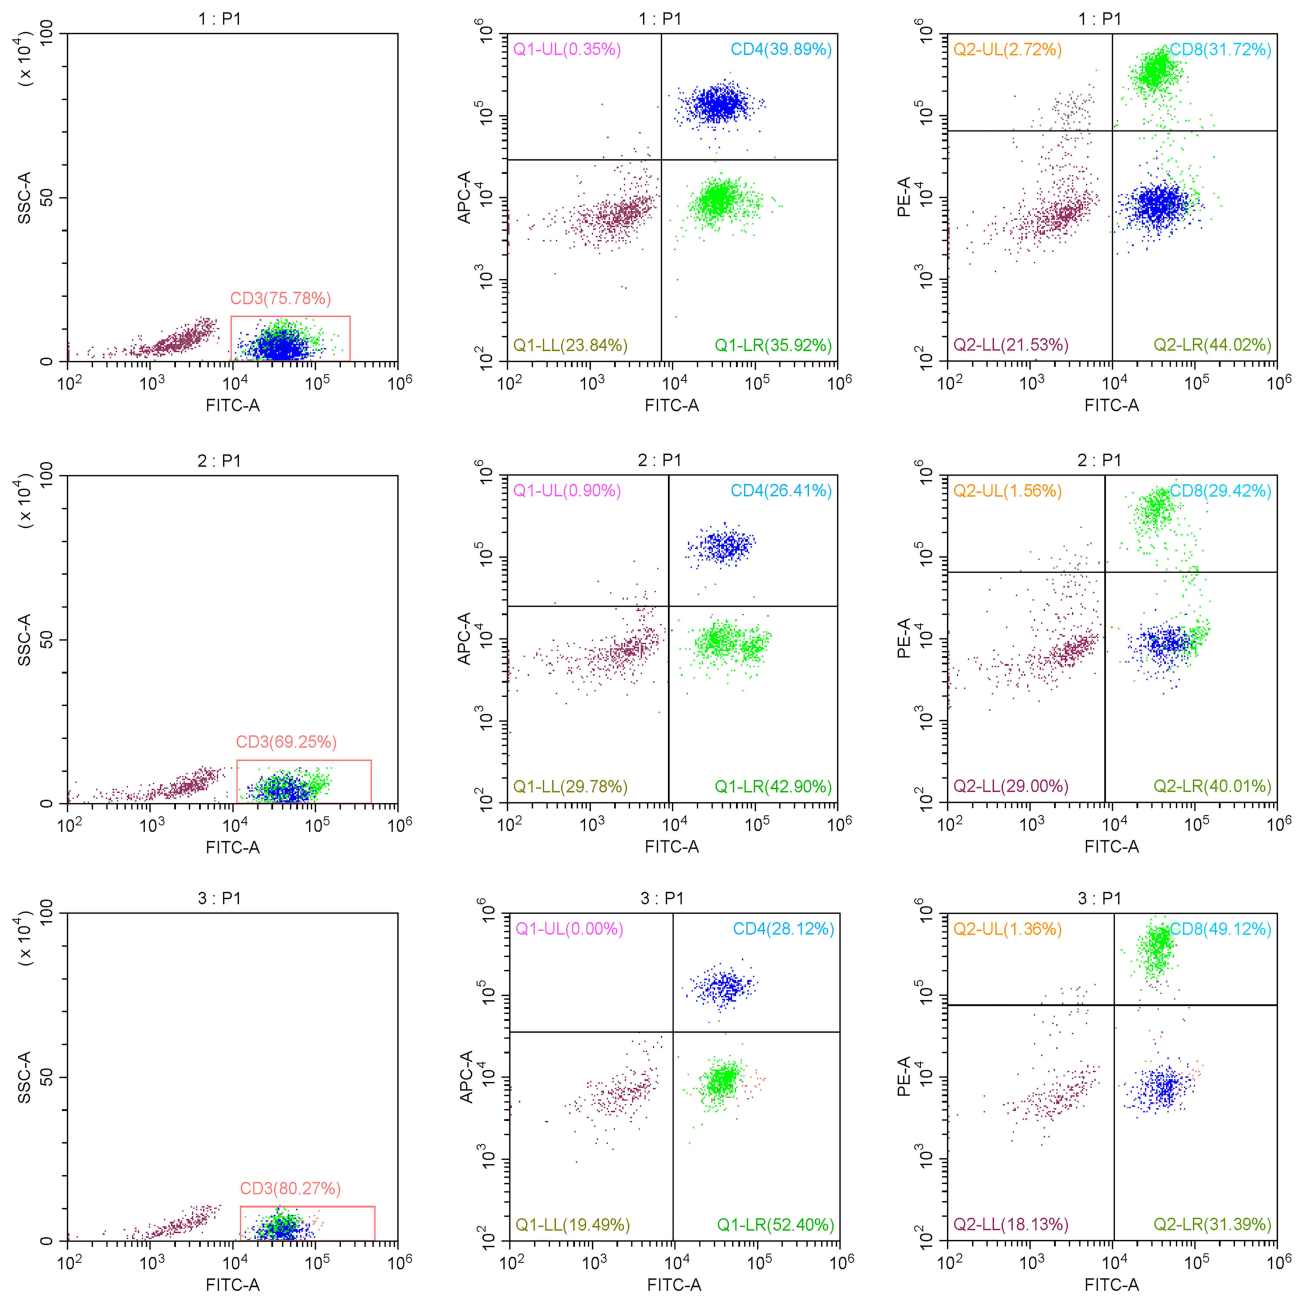 1 : P1
( x 10⁴)
SSC-A
100
50
0
CD3(75.78%)
10² 10³ 10⁴ 10⁵ 10⁶
FITC-A
1 : P1
APC-A
10⁶
10⁵
10⁴
10³
10²
Q1-UL(0.35%) CD4(39.89%)
Q1-LL(23.84%) Q1-LR(35.92%)
10² 10³ 10⁴ 10⁵ 10⁶
FITC-A
1 : P1
PE-A
10⁶
10⁵
10⁴
10³
10²
Q2-UL(2.72%) CD8(31.72%)
Q2-LL(21.53%) Q2-LR(44.02%)
10² 10³ 10⁴ 10⁵ 10⁶
FITC-A
2 : P1
( x 10⁴)
SSC-A
100
50
0
CD3(69.25%)
10² 10³ 10⁴ 10⁵ 10⁶
FITC-A
2 : P1
APC-A
10⁶
10⁵
10⁴
10³
10²
Q1-UL(0.90%) CD4(26.41%)
Q1-LL(29.78%) Q1-LR(42.90%)
10² 10³ 10⁴ 10⁵ 10⁶
FITC-A
2 : P1
PE-A
10⁶
10⁵
10⁴
10³
10²
Q2-UL(1.56%) CD8(29.42%)
Q2-LL(29.00%) Q2-LR(40.01%)
10² 10³ 10⁴ 10⁵ 10⁶
FITC-A
3 : P1
( x 10⁴)
SSC-A
100
50
0
CD3(80.27%)
10² 10³ 10⁴ 10⁵ 10⁶
FITC-A
3 : P1
APC-A
10⁶
10⁵
10⁴
10³
10²
Q1-UL(0.00%) CD4(28.12%)
Q1-LL(19.49%) Q1-LR(52.40%)
10² 10³ 10⁴ 10⁵ 10⁶
FITC-A
3 : P1
PE-A
10⁶
10⁵
10⁴
10³
10²
Q2-UL(1.36%) CD8(49.12%)
Q2-LL(18.13%) Q2-LR(31.39%)
10² 10³ 10⁴ 10⁵ 10⁶
FITC-A